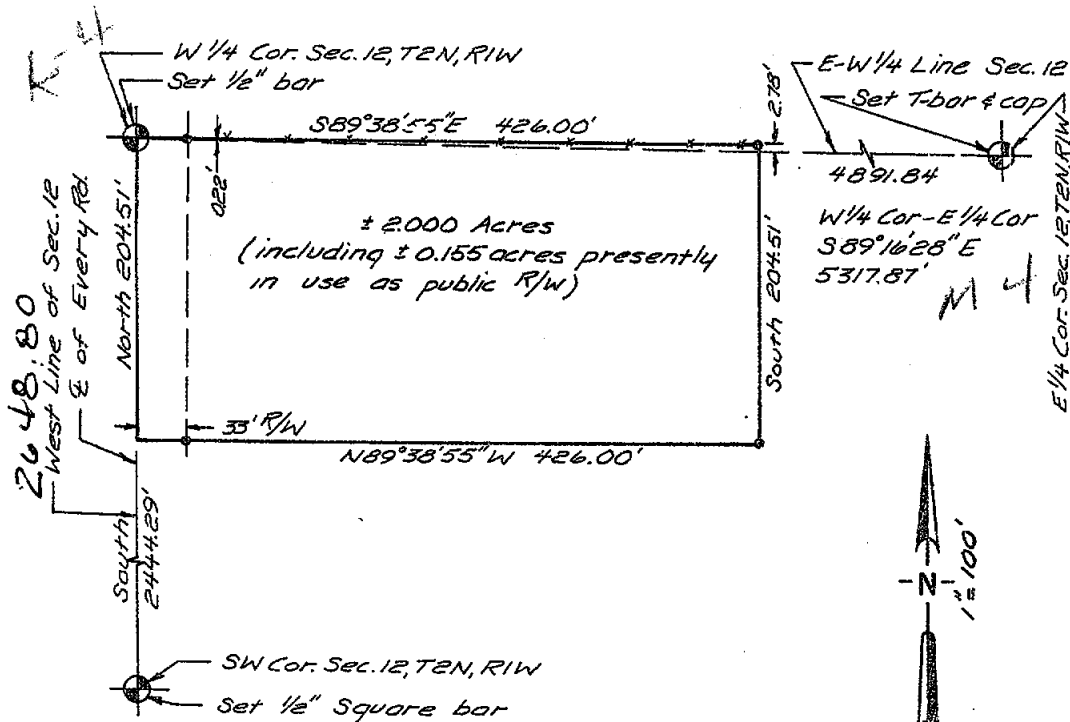 K-4
W 1/4 Cor. Sec. 12, T2N, R1W
Set 1/2" bar
S89°38'55"E 426.00'
2.78'
E-W 1/4 Line Sec. 12
Set T-bar & cap
E 1/4 Cor. Sec. 12, T2N, R1W
4891.84
W 1/4 Cor-E 1/4 Cor
S 89°16'28" E
5317.87'
M 4
0.22'
± 2.000 Acres
(including ± 0.155 acres presently
in use as public R/W)
North 204.51'
South 204.51'
2648.80
West Line of Sec. 12
℄ of Every Rd.
33' R/W
N89°38'55"W 426.00'
South
2444.29'
N
1"=100'
SW Cor. Sec. 12, T2N, R1W
Set 1/2" Square bar